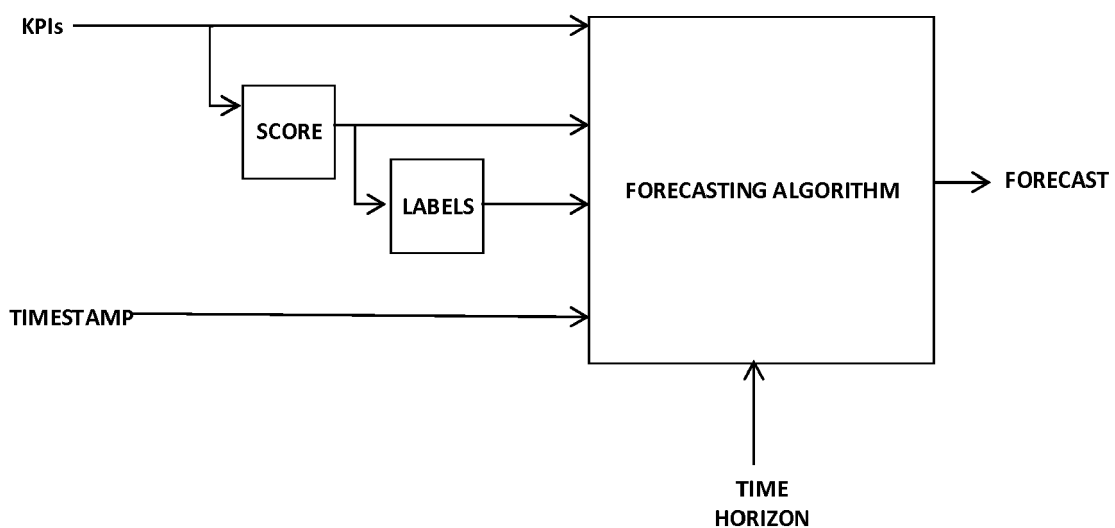 KPIs
SCORE
LABELS
FORECASTING ALGORITHM
FORECAST
TIMESTAMP
TIME
HORIZON